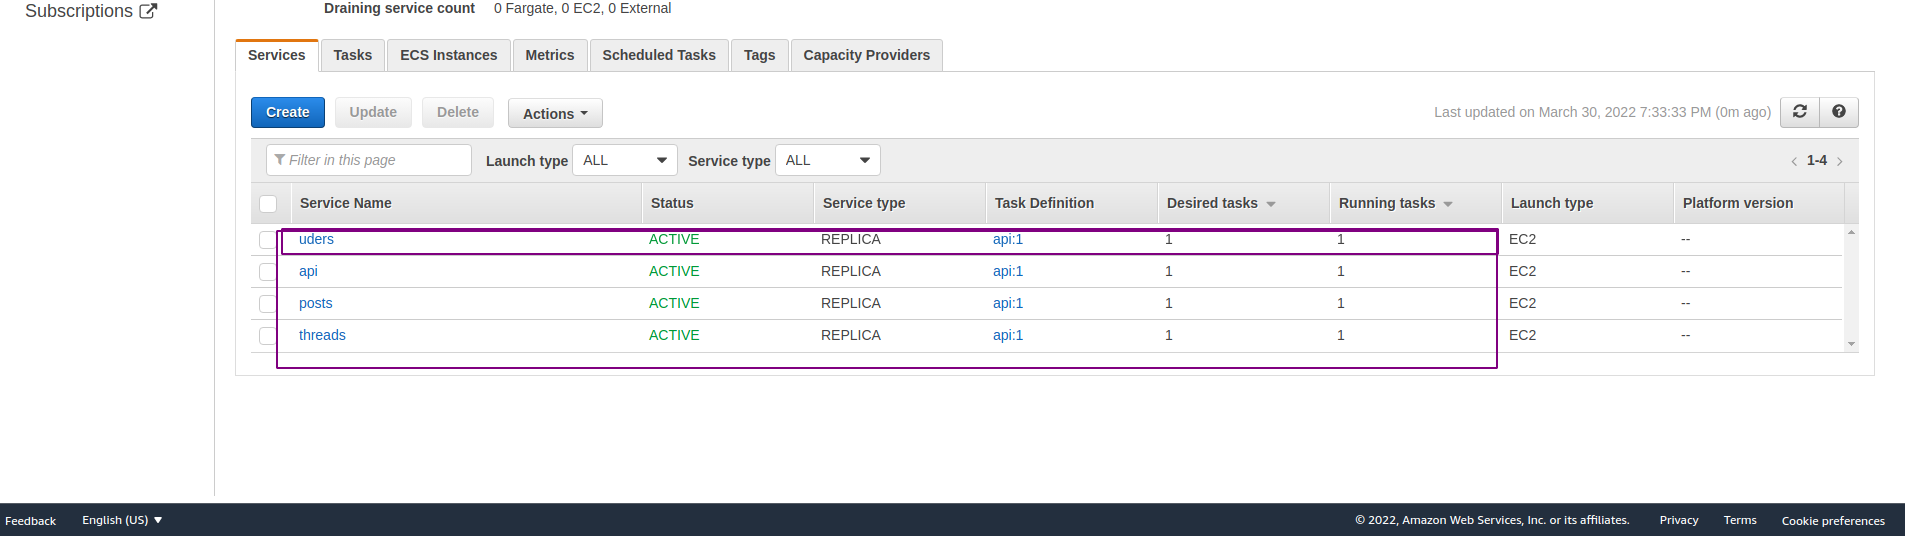 Subscriptions
Draining service count 0 Fargate, 0 EC2, 0 External
Services Tasks ECS Instances Metrics Scheduled Tasks Tags Capacity Providers
Create Update Delete Actions Last updated on March 30, 2022 7:33:33 PM (0m ago)
Filter in this page Launch type ALL Service type ALL < 1-4 >
Service Name Status Service type Task Definition Desired tasks Running tasks Launch type Platform version
uders ACTIVE REPLICA api:1 1 1 EC2 --
api ACTIVE REPLICA api:1 1 1 EC2 --
posts ACTIVE REPLICA api:1 1 1 EC2 --
threads ACTIVE REPLICA api:1 1 1 EC2 --
Feedback English (US) © 2022, Amazon Web Services, Inc. or its affiliates. Privacy Terms Cookie preferences